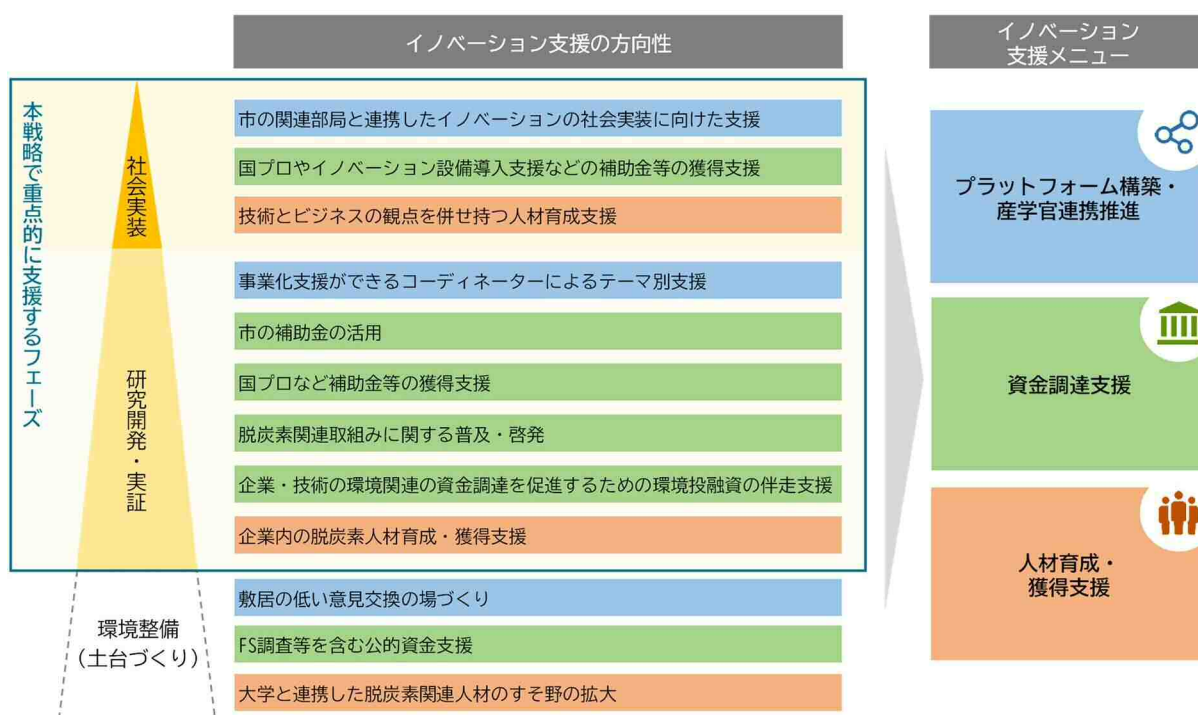 イノベーション支援の方向性
イノベーション
支援メニュー
本戦略で重点的に支援するフェーズ
社会実装
市の関連部局と連携したイノベーションの社会実装に向けた支援
国プロやイノベーション設備導入支援などの補助金等の獲得支援
技術とビジネスの観点を併せ持つ人材育成支援
研究開発・実証
事業化支援ができるコーディネーターによるテーマ別支援
市の補助金の活用
国プロなど補助金等の獲得支援
脱炭素関連取組みに関する普及・啓発
企業・技術の環境関連の資金調達を促進するための環境投融資の伴走支援
企業内の脱炭素人材育成・獲得支援
環境整備
（土台づくり）
敷居の低い意見交換の場づくり
FS調査等を含む公的資金支援
大学と連携した脱炭素関連人材のすそ野の拡大
プラットフォーム構築・
産学官連携推進
資金調達支援
人材育成・
獲得支援